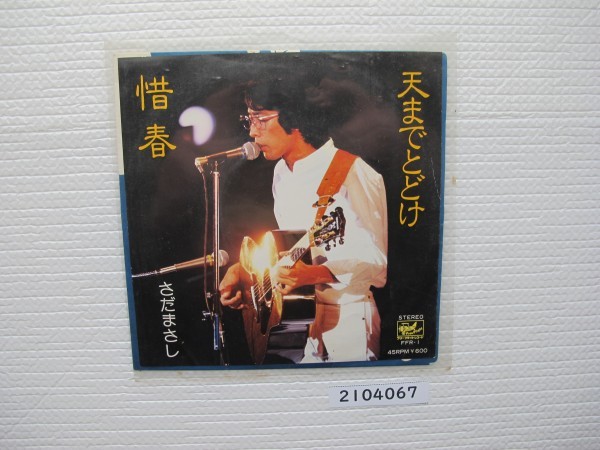 天までとどけ
惜春
さだまさし
STEREO
FFR-1
45RPM ¥600
2104067